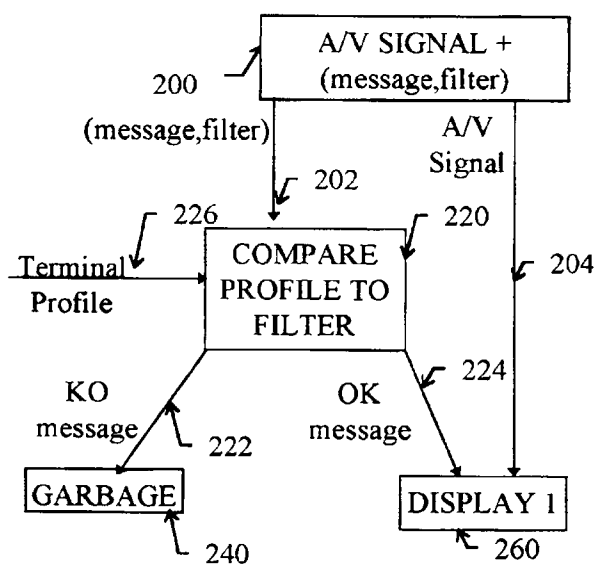 A/V SIGNAL +
(message,filter)
200
(message,filter)
A/V
Signal
202
226
220
COMPARE
PROFILE TO
FILTER
Terminal
Profile
204
224
KO
message
OK
message
222
GARBAGE
DISPLAY 1
240
260